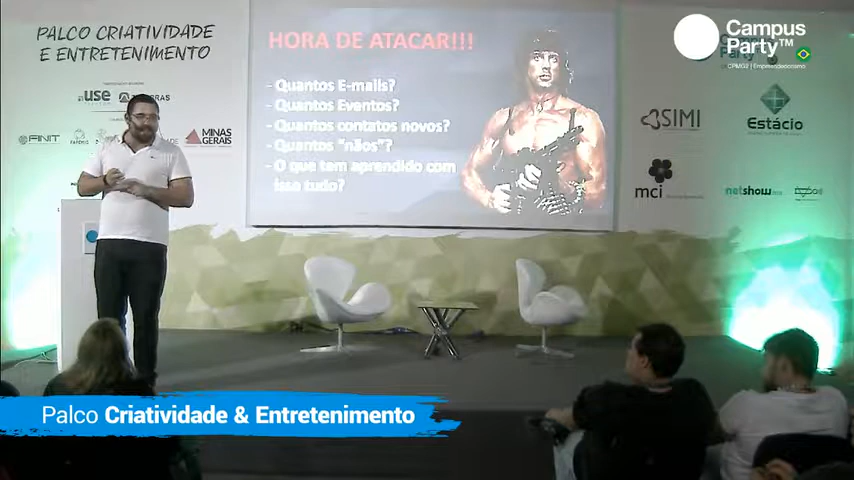 PALCO CRIATIVIDADE
E ENTRETENIMENTO
HORA DE ATACAR!!!
- Quantos E-mails?
- Quantos Eventos?
- Quantos contatos novos?
- Quantos "nãos"?
- O que tem aprendido com
isso tudo?
Campus
Party™
use
FINIT
MINAS
GERAIS
SIMI
Estácio
mci
netshow
Palco Criatividade & Entretenimento